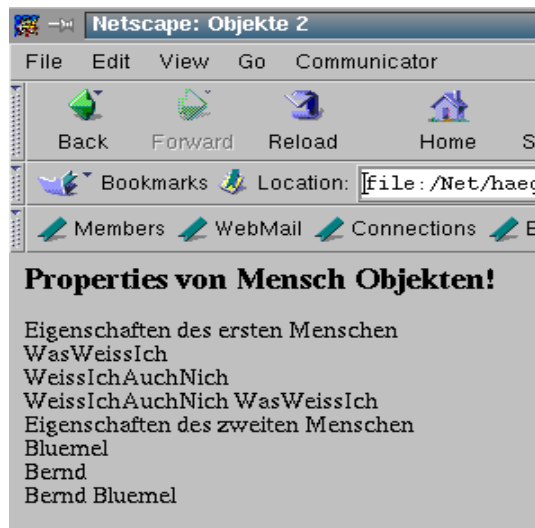 Netscape: Objekte 2
File Edit View Go Communicator
Back Forward Reload Home S
Bookmarks Location: file:/Net/haeg
Members WebMail Connections
Properties von Mensch Objekten!
Eigenschaften des ersten Menschen
WasWeissIch
WeissIchAuchNich
WeissIchAuchNich WasWeissIch
Eigenschaften des zweiten Menschen
Bluemel
Bernd
Bernd Bluemel